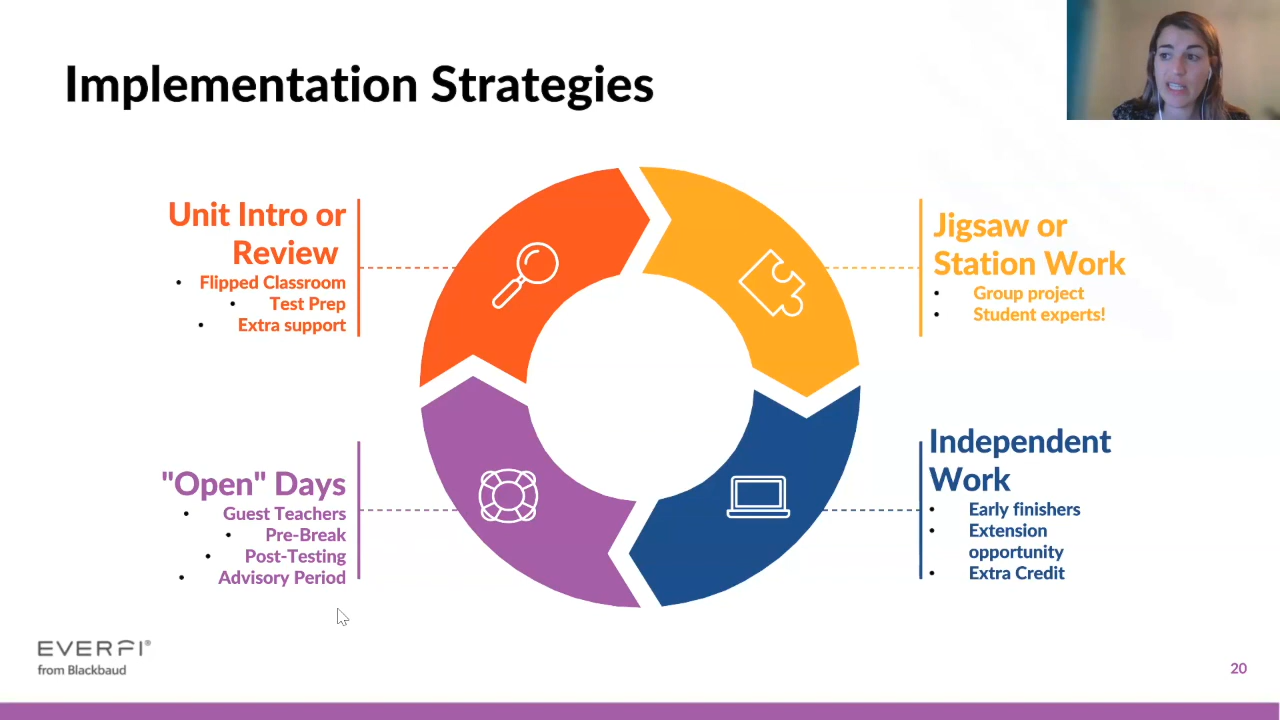 Implementation Strategies
Unit Intro or
Review
• Flipped Classroom
• Test Prep
• Extra support
Jigsaw or
Station Work
• Group project
• Student experts!
"Open" Days
• Guest Teachers
• Pre-Break
• Post-Testing
• Advisory Period
Independent
Work
• Early finishers
• Extension
opportunity
• Extra Credit
EVERFI®
from Blackbaud
20